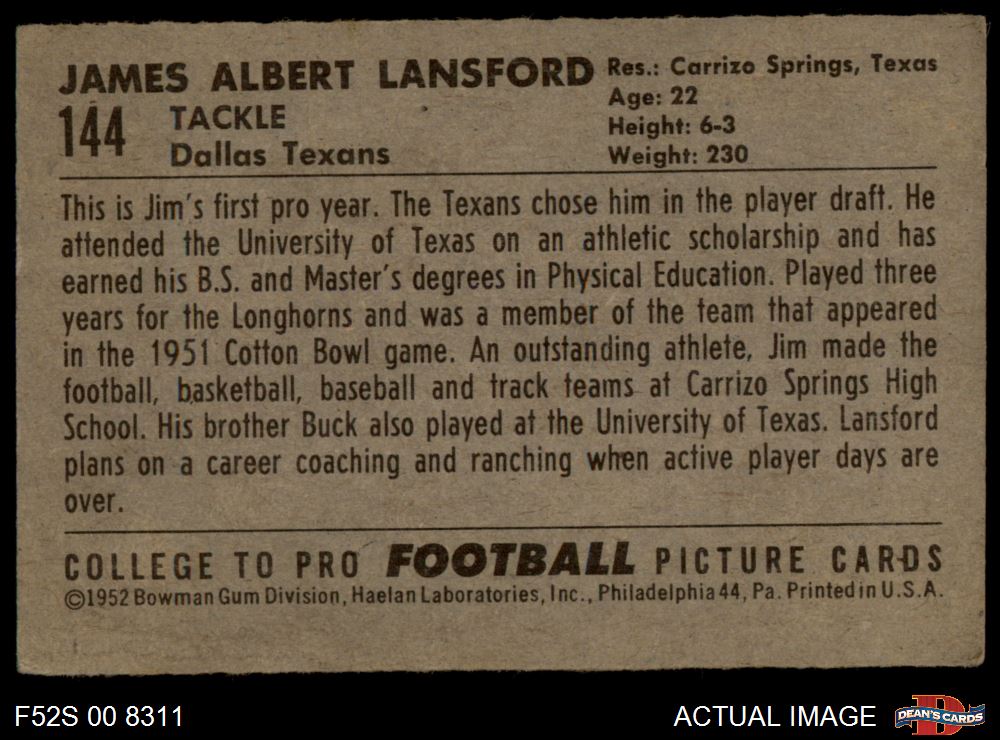 JAMES ALBERT LANSFORD
144
TACKLE
Dallas Texans
Res.: Carrizo Springs, Texas
Age: 22
Height: 6-3
Weight: 230
This is Jim's first pro year. The Texans chose him in the player draft. He
attended the University of Texas on an athletic scholarship and has
earned his B.S. and Master's degrees in Physical Education. Played three
years for the Longhorns and was a member of the team that appeared
in the 1951 Cotton Bowl game. An outstanding athlete, Jim made the
football, basketball, baseball and track teams at Carrizo Springs High
School. His brother Buck also played at the University of Texas. Lansford
plans on a career coaching and ranching when active player days are
over.
COLLEGE TO PRO FOOTBALL PICTURE CARDS
©1952 Bowman Gum Division, Haelan Laboratories, Inc., Philadelphia 44, Pa. Printed in U.S.A.
F52S 00 8311
ACTUAL IMAGE
D
DEAN'S CARDS